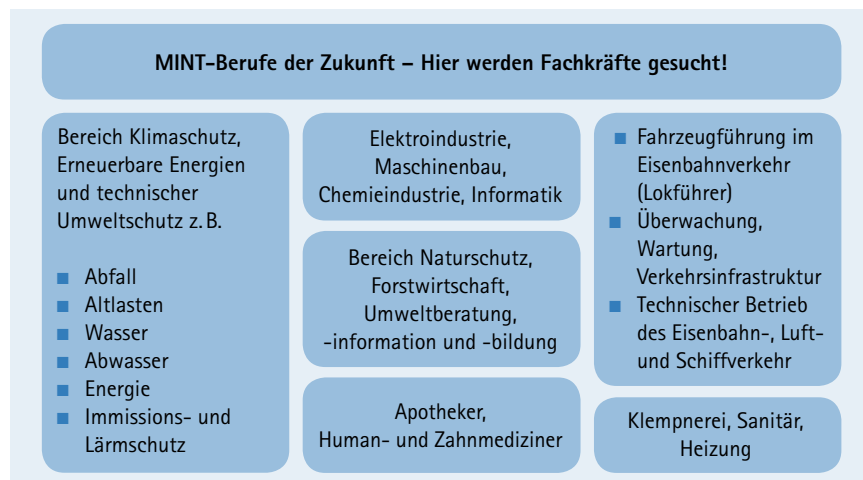 MINT-Berufe der Zukunft – Hier werden Fachkräfte gesucht!
Bereich Klimaschutz,
Erneuerbare Energien
und technischer
Umweltschutz z. B.
■ Abfall
■ Altlasten
■ Wasser
■ Abwasser
■ Energie
■ Immissions- und
Lärmschutz
Elektroindustrie,
Maschinenbau,
Chemieindustrie, Informatik
Bereich Naturschutz,
Forstwirtschaft,
Umweltberatung,
-information und -bildung
Apotheker,
Human- und Zahnmediziner
■ Fahrzeugführung im
Eisenbahnverkehr
(Lokführer)
■ Überwachung,
Wartung,
Verkehrsinfrastruktur
■ Technischer Betrieb
des Eisenbahn-, Luft-
und Schiffverkehr
Klempnerei, Sanitär,
Heizung